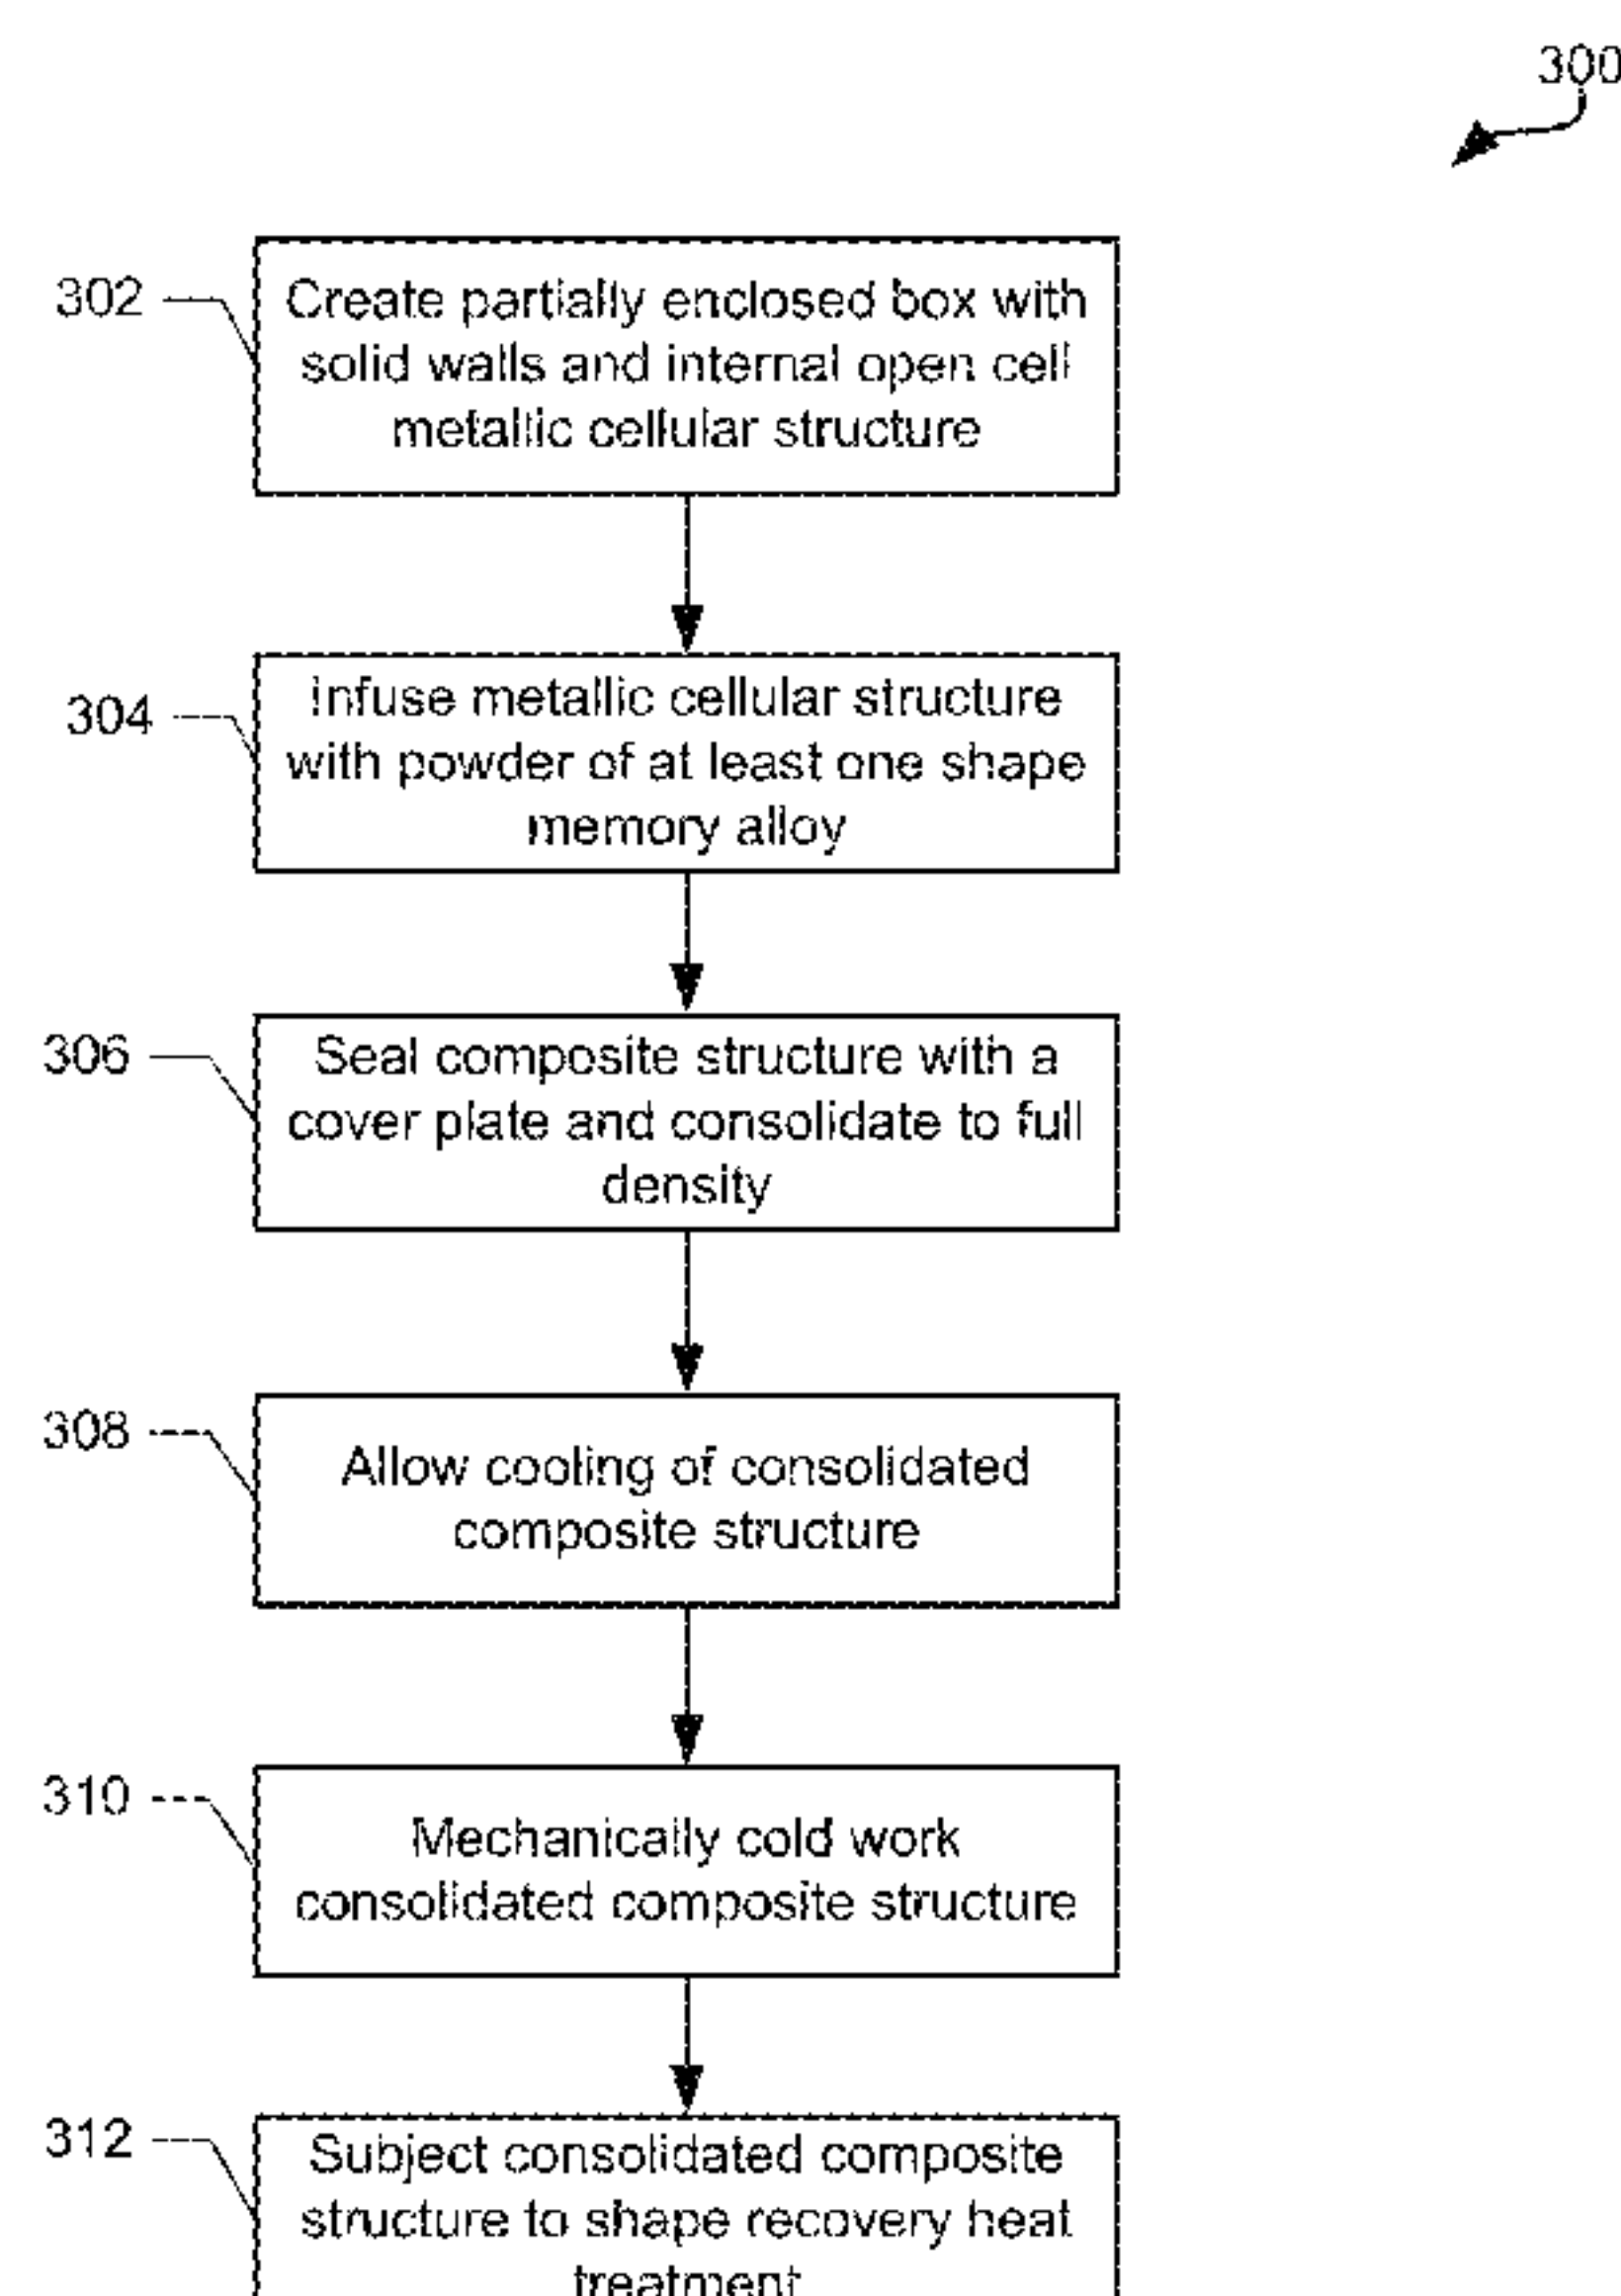 300
302
Create partially enclosed box with
solid walls and internal open cell
metallic cellular structure
304
Infuse metallic cellular structure
with powder of at least one shape
memory alloy
306
Seal composite structure with a
cover plate and consolidate to full
density
308
Allow cooling of consolidated
composite structure
310
Mechanically cold work
consolidated composite structure
312
Subject consolidated composite
structure to shape recovery heat
treatment